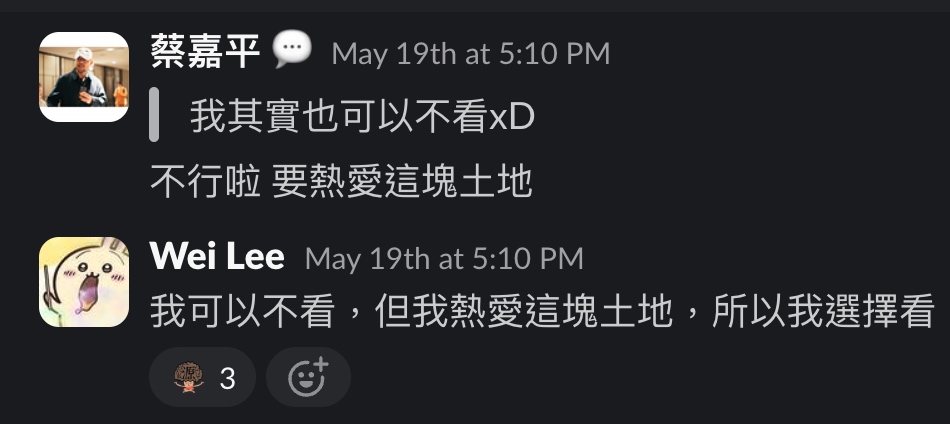 蔡嘉平 May 19th at 5:10 PM
我其實也可以不看xD
不行啦 要熱愛這塊土地
Wei Lee May 19th at 5:10 PM
我可以不看，但我熱愛這塊土地，所以我選擇看
3